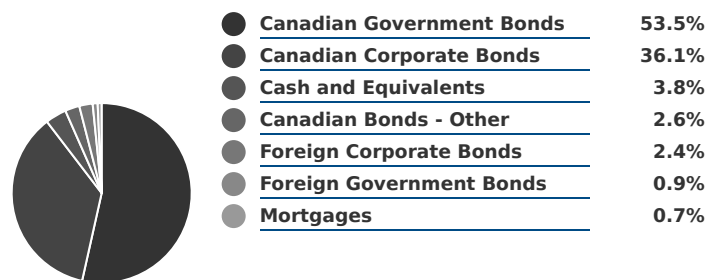 Canadian Government Bonds 53.5%
Canadian Corporate Bonds 36.1%
Cash and Equivalents 3.8%
Canadian Bonds - Other 2.6%
Foreign Corporate Bonds 2.4%
Foreign Government Bonds 0.9%
Mortgages 0.7%